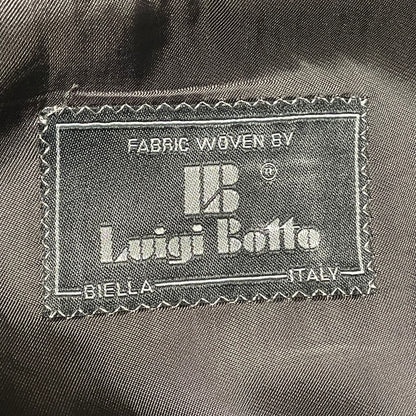 FABRIC WOVEN BY
LB ®
Luigi Botto
BIELLA ITALY